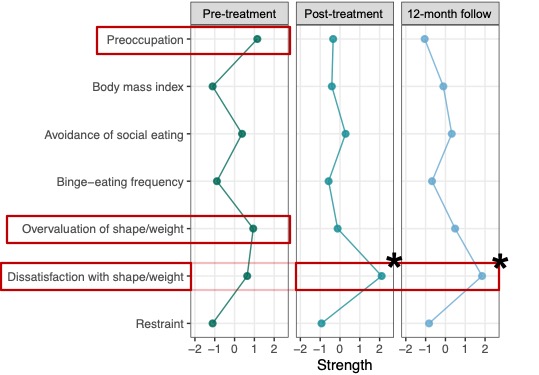 Pre-treatment Post-treatment 12-month follow
Preoccupation
Body mass index
Avoidance of social eating
Binge−eating frequency
Overvaluation of shape/weight
Dissatisfaction with shape/weight
Restraint
* *
−2 −1 0 1 2 −2 −1 0 1 2 −2 −1 0 1 2
Strength